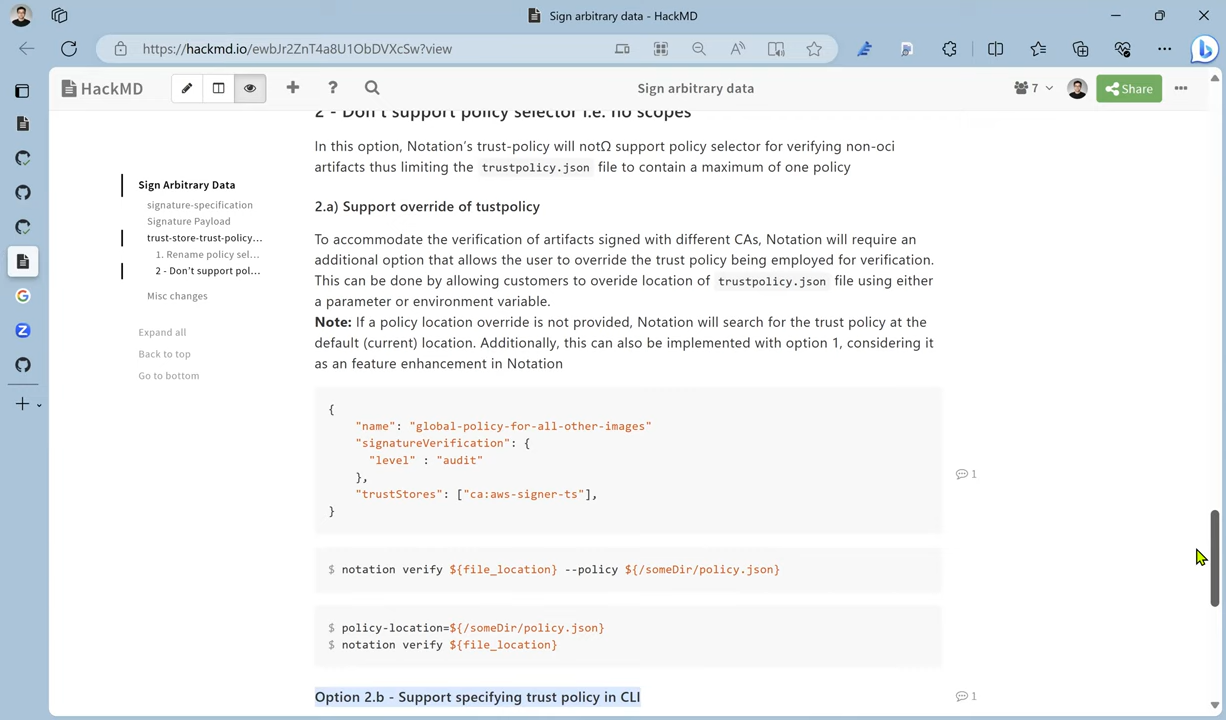 Sign arbitrary data - HackMD
https://hackmd.io/ewbJr2ZnT4a8U1ObDVXcSw?view
HackMD
Sign arbitrary data
7
Share
Sign Arbitrary Data
signature-specification
Signature Payload
trust-store-trust-policy...
1. Rename policy sel...
2 - Don't support pol...
Misc changes
Expand all
Back to top
Go to bottom
2 - Don't support policy selector i.e. no scopes
In this option, Notation's trust-policy will notΩ support policy selector for verifying non-oci
artifacts thus limiting the trustpolicy.json file to contain a maximum of one policy
2.a) Support override of tustpolicy
To accommodate the verification of artifacts signed with different CAs, Notation will require an
additional option that allows the user to override the trust policy being employed for verification.
This can be done by allowing customers to overide location of trustpolicy.json file using either
a parameter or environment variable.
Note: If a policy location override is not provided, Notation will search for the trust policy at the
default (current) location. Additionally, this can also be implemented with option 1, considering it
as an feature enhancement in Notation
{
"name": "global-policy-for-all-other-images"
"signatureVerification": {
"level" : "audit"
},
"trustStores": ["ca:aws-signer-ts"],
}
1
$ notation verify ${file_location} --policy ${/someDir/policy.json}
$ policy-location=${/someDir/policy.json}
$ notation verify ${file_location}
Option 2.b - Support specifying trust policy in CLI
1